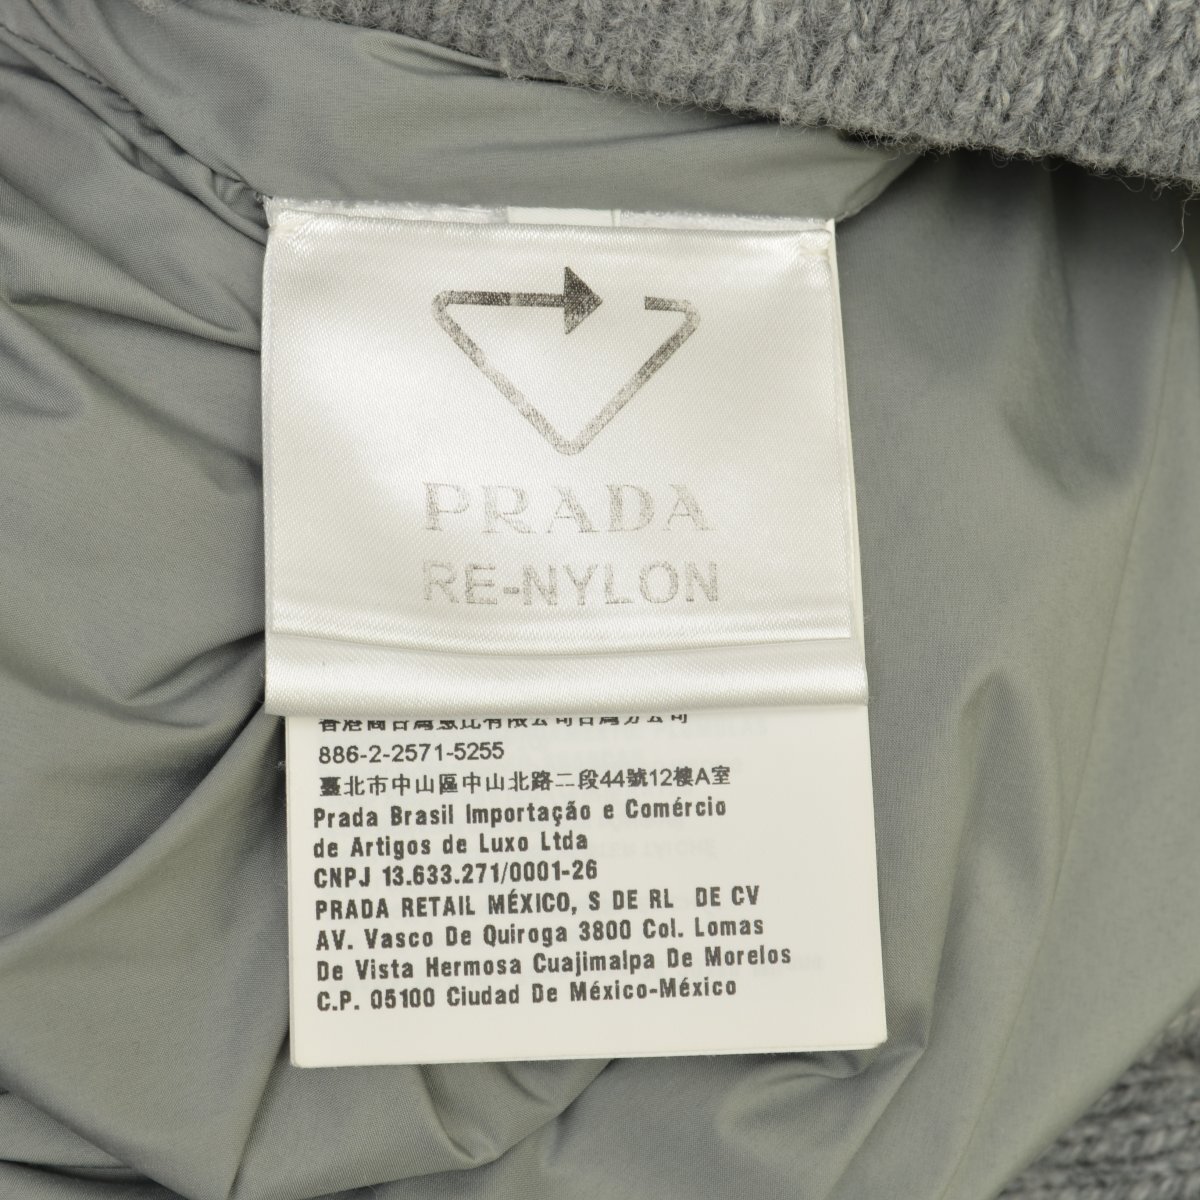 PRADA
RE-NYLON
886-2-2571-5255
臺北市中山區中山北路二段44號12樓A室
Prada Brasil Importação e Comércio
de Artigos de Luxo Ltda
CNPJ 13.633.271/0001-26
PRADA RETAIL MÉXICO, S DE RL DE CV
AV. Vasco De Quiroga 3800 Col. Lomas
De Vista Hermosa Cuajimalpa De Morelos
C.P. 05100 Ciudad De México-México